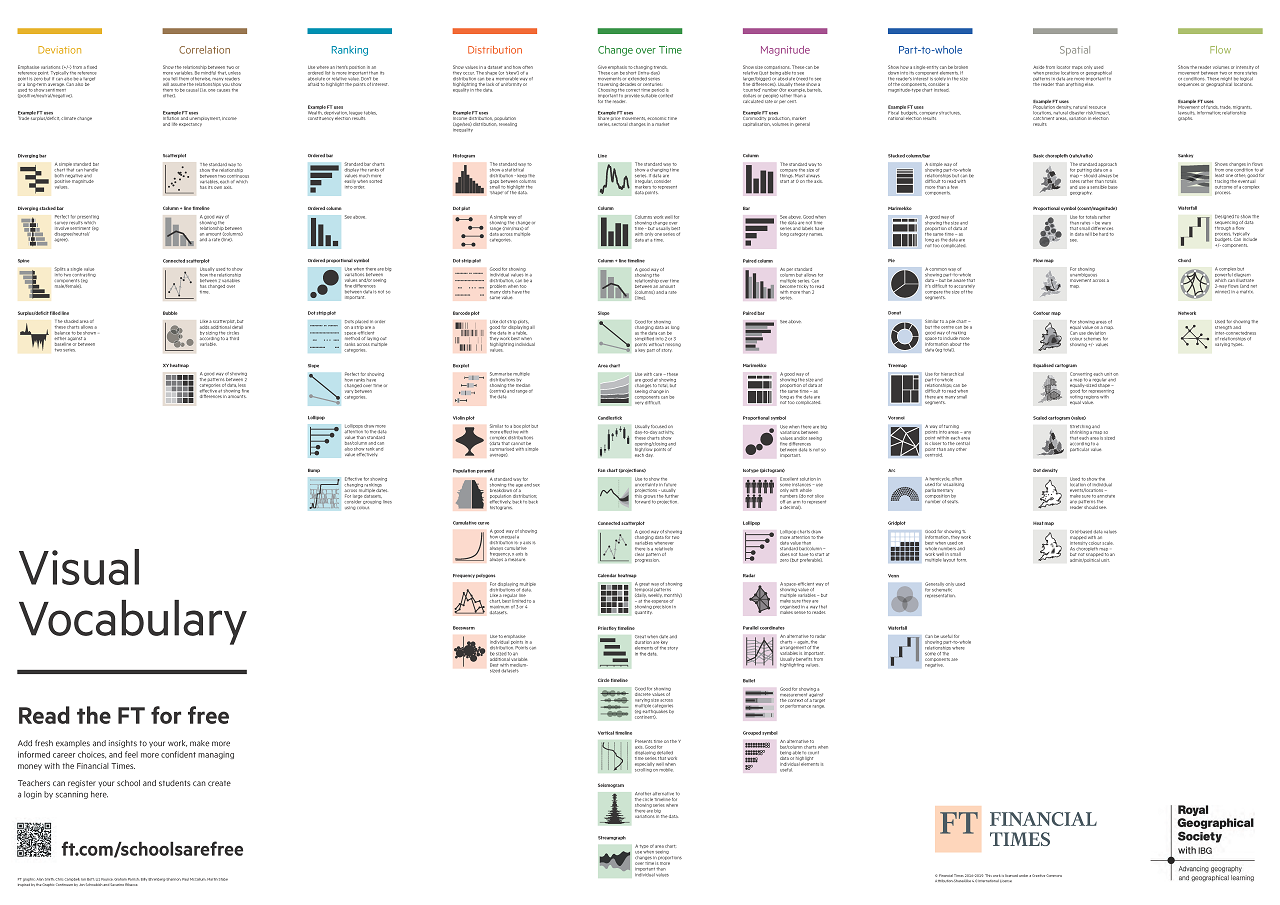 Deviation
Emphasise variations (+/-) from a fixed
reference point. Typically the reference
point is zero but it can also be a target
or a long-term average. Can also be
used to show sentiment
(positive/neutral/negative).
Example FT uses
Trade surplus/deficit, climate change
Diverging bar
A simple standard bar
chart that can handle
both negative and
positive magnitude
values.
Diverging stacked bar
Perfect for presenting
survey results which
involve sentiment (eg
disagree/neutral/
agree).
Spine
Splits a single value
into two contrasting
components (eg
male/female).
Surplus/deficit filled line
The shaded area of
these charts allows a
balance to be shown –
either against a
baseline or between
two series.
Correlation
Show the relationship between two or
more variables. Be mindful that, unless
you tell them otherwise, many readers
will assume the relationships you show
them to be causal (i.e. one causes the
other).
Example FT uses
Inflation and unemployment, income
and life expectancy
Scatterplot
The standard way to
show the relationship
between two continuous
variables, each of which
has its own axis.
Column + line timeline
A good way of
showing the
relationship between
an amount (columns)
and a rate (line).
Connected scatterplot
Usually used to show
how the relationship
between 2 variables
has changed over
time.
Bubble
Like a scatterplot, but
adds additional detail
by sizing the circles
according to a third
variable.
XY heatmap
A good way of showing
the patterns between 2
categories of data, less
effective at showing fine
differences in amounts.
Ranking
Use where an item's position in an
ordered list is more important than its
absolute or relative value. Don't be
afraid to highlight the points of interest.
Example FT uses
Wealth, deprivation, league tables,
constituency election results
Ordered bar
Standard bar charts
display the ranks of
values much more
easily when sorted
into order.
Ordered column
See above.
Ordered proportional symbol
Use when there are big
variations between
values and/or seeing
fine differences
between data is not so
important.
Dot strip plot
Dots placed in order
on a strip are a
space-efficient
method of laying out
ranks across multiple
categories.
Slope
Perfect for showing
how ranks have
changed over time or
vary between
categories.
Lollipop
Lollipops draw more
attention to the data
value than standard
bar/column and can
also show rank and
value effectively.
Bump
Effective for showing
changing rankings
across multiple dates.
For large datasets,
consider grouping lines
using colour.
Distribution
Show values in a dataset and how often
they occur. The shape (or 'skew') of a
distribution can be a memorable way of
highlighting the lack of uniformity or
equality in the data.
Example FT uses
Income distribution, population
(age/sex) distribution, revealing
inequality
Histogram
The standard way to
show a statistical
distribution - keep the
gaps between columns
small to highlight the
'shape' of the data.
Dot plot
A simple way of
showing the change or
range (min/max) of
data across multiple
categories.
Dot strip plot
Good for showing
individual values in a
distribution, can be a
problem when too
many dots have the
same value.
Barcode plot
Like dot strip plots,
good for displaying all
the data in a table,
they work best when
highlighting individual
values.
Boxplot
Summarise multiple
distributions by
showing the median
(centre) and range of
the data
Violin plot
Similar to a box plot but
more effective with
complex distributions
(data that cannot be
summarised with simple
average).
Population pyramid
A standard way for
showing the age and sex
breakdown of a
population distribution;
effectively, back to back
histograms.
Cumulative curve
A good way of showing
how unequal a
distribution is: y axis is
always cumulative
frequency, x axis is
always a measure.
Frequency polygons
For displaying multiple
distributions of data.
Like a regular line
chart, best limited to a
maximum of 3 or 4
datasets.
Beeswarm
Use to emphasise
individual points in a
distribution. Points can
be sized to an
additional variable.
Best with medium-
sized datasets
Change over Time
Give emphasis to changing trends.
These can be short (intra-day)
movements or extended series
traversing decades or centuries:
Choosing the correct time period is
important to provide suitable context
for the reader.
Example FT uses
Share price movements, economic time
series, sectoral changes in a market
Line
The standard way to
show a changing time
series. If data are
irregular, consider
markers to represent
data points.
Column
Columns work well for
showing change over
time - but usually best
with only one series of
data at a time.
Column + line timeline
A good way of
showing the
relationship over time
between an amount
(columns) and a rate
(line).
Slope
Good for showing
changing data as long
as the data can be
simplified into 2 or 3
points without missing
a key part of story.
Area chart
Use with care – these
are good at showing
changes to total, but
seeing change in
components can be
very difficult.
Candlestick
Usually focused on
day-to-day activity,
these charts show
opening/closing and
high/low points of
each day.
Fan chart (projections)
Use to show the
uncertainty in future
projections - usually
this grows the further
forward to projection.
Connected scatterplot
A good way of showing
changing data for two
variables whenever
there is a relatively
clear pattern of
progression.
Calendar heatmap
A great way of showing
temporal patterns
(daily, weekly, monthly)
– at the expense of
showing precision in
quantity.
Priestley timeline
Great when date and
duration are key
elements of the story
in the data.
Circle timeline
Good for showing
discrete values of
varying size across
multiple categories
(eg earthquakes by
continent).
Vertical timeline
Presents time on the Y
axis. Good for
displaying detailed
time series that work
especially well when
scrolling on mobile.
Seismogram
Another alternative to
the circle timeline for
showing series where
there are big
variations in the data.
Streamgraph
A type of area chart;
use when seeing
changes in proportions
over time is more
important than
individual values
Magnitude
Show size comparisons. These can be
relative (just being able to see
larger/bigger) or absolute (need to see
fine differences). Usually these show a
'counted' number (for example, barrels,
dollars or people) rather than a
calculated rate or per cent.
Example FT uses
Commodity production, market
capitalisation, volumes in general
Column
The standard way to
compare the size of
things. Must always
start at 0 on the axis.
Bar
See above. Good when
the data are not time
series and labels have
long category names.
Paired column
As per standard
column but allows for
multiple series. Can
become tricky to read
with more than 2
series.
Paired bar
See above.
Marimekko
A good way of
showing the size and
proportion of data at
the same time – as
long as the data are
not too complicated.
Proportional symbol
Use when there are big
variations between
values and/or seeing
fine differences
between data is not so
important.
Isotype (pictogram)
Excellent solution in
some instances – use
only with whole
numbers (do not slice
off an arm to represent
a decimal).
Lollipop
Lollipop charts draw
more attention to the
data value than
standard bar/column –
does not have to start at
zero (but preferable).
Radar
A space-efficient way of
showing value of
multiple variables – but
make sure they are
organised in a way that
makes sense to reader.
Parallel coordinates
An alternative to radar
charts – again, the
arrangement of the
variables is important.
Usually benefits from
highlighting values.
Bullet
Good for showing a
measurement against
the context of a target
or performance range.
Grouped symbol
An alternative to
bar/column charts when
being able to count
data or highlight
individual elements is
useful.
Part-to-whole
Show how a single entity can be broken
down into its component elements. If
the reader's interest is solely in the size
of the components, consider a
magnitude-type chart instead.
Example FT uses
Fiscal budgets, company structures,
national election results
Stacked column/bar
A simple way of
showing part-to-whole
relationships but can be
difficult to read with
more than a few
components.
Marimekko
A good way of
showing the size and
proportion of data at
the same time – as
long as the data are
not too complicated.
Pie
A common way of
showing part-to-whole
data – but be aware that
it's difficult to accurately
compare the size of the
segments.
Donut
Similar to a pie chart –
but the centre can be a
good way of making
space to include more
information about the
data (eg total).
Treemap
Use for hierarchical
part-to-whole
relationships; can be
difficult to read when
there are many small
segments.
Voronoi
A way of turning
points into areas – any
point within each area
is closer to the central
point than any other
centroid.
Arc
A hemicycle, often
used for visualising
parliamentary
composition by
number of seats.
Gridplot
Good for showing %
information, they work
best when used on
whole numbers and
work well in small
multiple layout form.
Venn
Generally only used
for schematic
representation.
Waterfall
Can be useful for
showing part-to-whole
relationships where
some of the
components are
negative.
Spatial
Aside from locator maps only used
when precise locations or geographical
patterns in data are more important to
the reader than anything else.
Example FT uses
Population density, natural resource
locations, natural disaster risk/impact,
catchment areas, variation in election
results
Basic choropleth (rate/ratio)
The standard approach
for putting data on a
map – should always be
rates rather than totals
and use a sensible base
geography.
Proportional symbol (count/magnitude)
Use for totals rather
than rates – be wary
that small differences
in data will be hard to
see.
Flow map
For showing
unambiguous
movement across a
map.
Contour map
For showing areas of
equal value on a map.
Can use deviation
colour schemes for
showing +/- values
Equalised cartogram
Converting each unit on
a map to a regular and
equally-sized shape –
good for representing
voting regions with
equal value.
Scaled cartogram (value)
Stretching and
shrinking a map so
that each area is sized
according to a
particular value.
Dot density
Used to show the
location of individual
events/locations –
make sure to annotate
any patterns the
reader should see.
Heat map
Grid-based data values
mapped with an
intensity colour scale.
As choropleth map –
but not snapped to an
admin/political unit.
Flow
Show the reader volumes or intensity of
movement between two or more states
or conditions. These might be logical
sequences or geographical locations.
Example FT uses
Movement of funds, trade, migrants,
lawsuits, information; relationship
graphs.
Sankey
Shows changes in flows
from one condition to at
least one other; good for
tracing the eventual
outcome of a complex
process.
Waterfall
Designed to show the
sequencing of data
through a flow
process, typically
budgets. Can include
+/- components.
Chord
A complex but
powerful diagram
which can illustrate
2-way flows (and net
winner) in a matrix.
Network
Used for showing the
strength and
inter-connectedness
of relationships of
varying types.
Visual
Vocabulary
Read the FT for free
Add fresh examples and insights to your work, make more
informed career choices, and feel more confident managing
money with the Financial Times.
Teachers can register your school and students can create
a login by scanning here.
ft.com/schoolsarefree
FT graphic: Alan Smith; Chris Campbell; Ian Bott; Liz Faunce; Graham Parrish; Billy Ehrenberg-Shannon; Paul McCallum; Martin Stabe
Inspired by the Graphic Continuum by Jon Schwabish and Severino Ribecca
FT
FINANCIAL
TIMES
© Financial Times 2016-2019. This work is licensed under a Creative Commons
Attribution-ShareAlike 4.0 International Licence.
Royal
Geographical
Society
with IBG
Advancing geography
and geographical learning